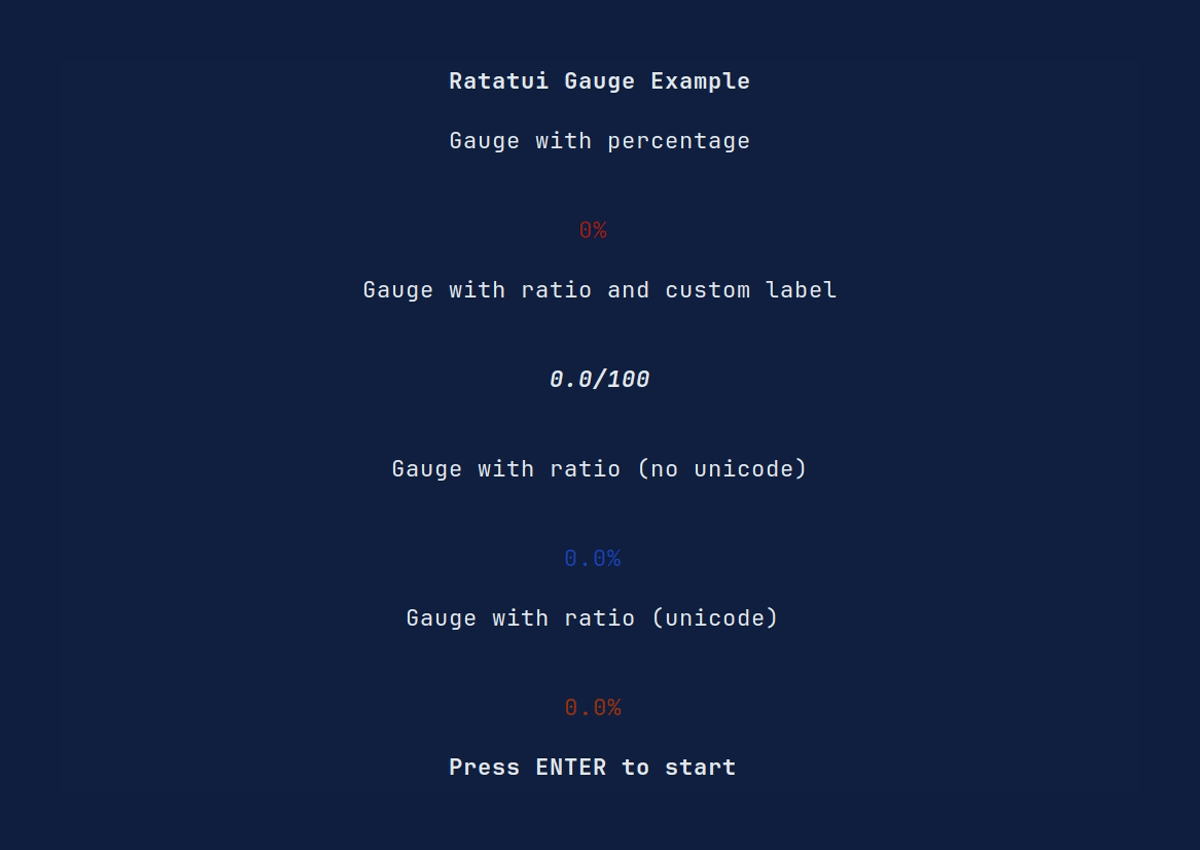 Ratatui Gauge Example
Gauge with percentage
0%
Gauge with ratio and custom label
0.0/100
Gauge with ratio (no unicode)
0.0%
Gauge with ratio (unicode)
0.0%
Press ENTER to start